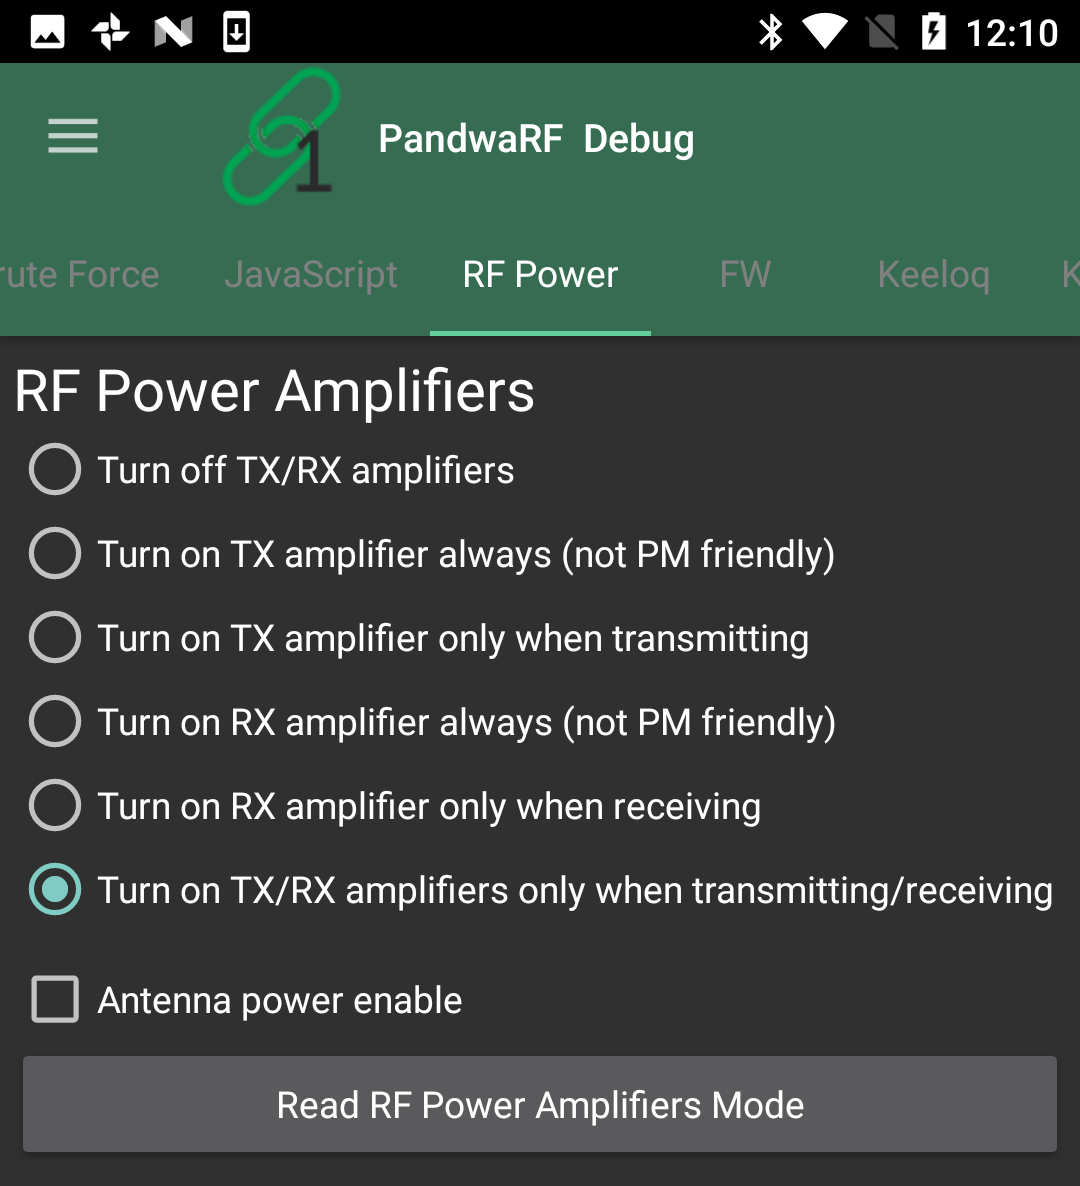 12:10
1
PandwaRF Debug
rute Force JavaScript RF Power FW Keeloq K
RF Power Amplifiers
Turn off TX/RX amplifiers
Turn on TX amplifier always (not PM friendly)
Turn on TX amplifier only when transmitting
Turn on RX amplifier always (not PM friendly)
Turn on RX amplifier only when receiving
Turn on TX/RX amplifiers only when transmitting/receiving
Antenna power enable
Read RF Power Amplifiers Mode